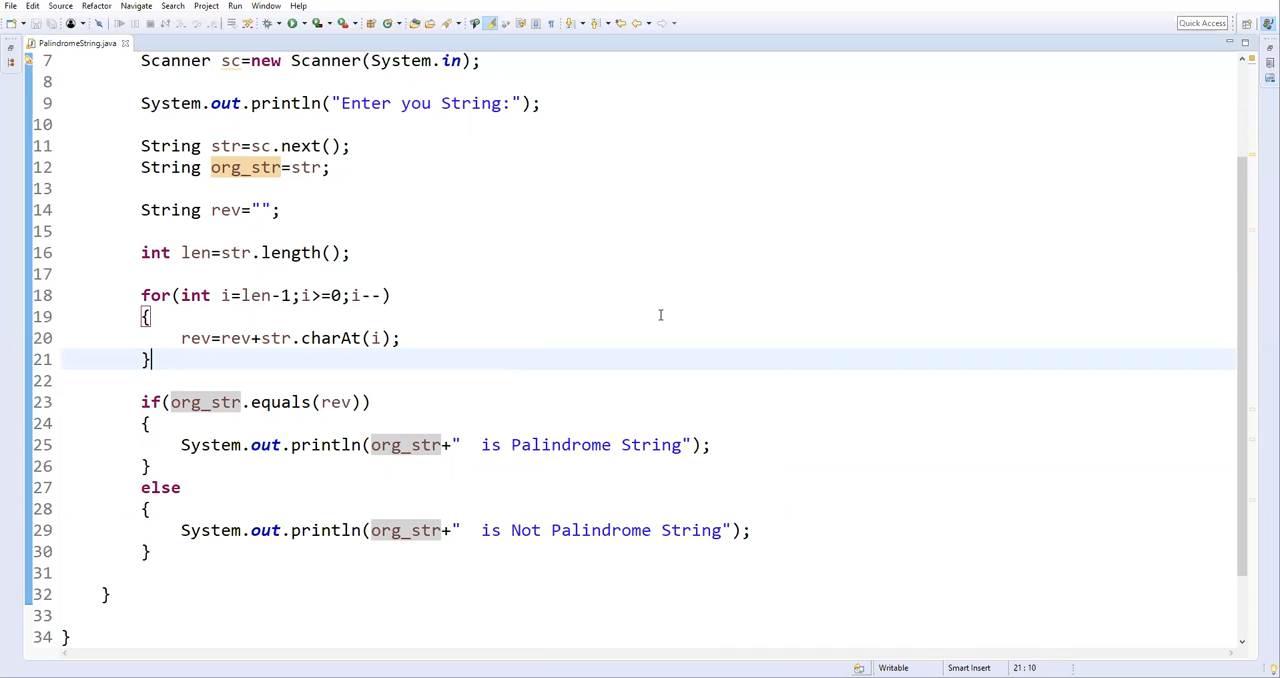 File Edit Source Refactor Navigate Search Project Run Window Help
Quick Access
PalindromeString.java
7 Scanner sc=new Scanner(System.in);
8
9 System.out.println("Enter you String:");
10
11 String str=sc.next();
12 String org_str=str;
13
14 String rev="";
15
16 int len=str.length();
17
18 for(int i=len-1;i>=0;i--)
19 {
20 rev=rev+str.charAt(i);
21 }
22
23 if(org_str.equals(rev))
24 {
25 System.out.println(org_str+"  is Palindrome String");
26 }
27 else
28 {
29 System.out.println(org_str+"  is Not Palindrome String");
30 }
31
32 }
33
34 }
Writable Smart Insert 21 : 10